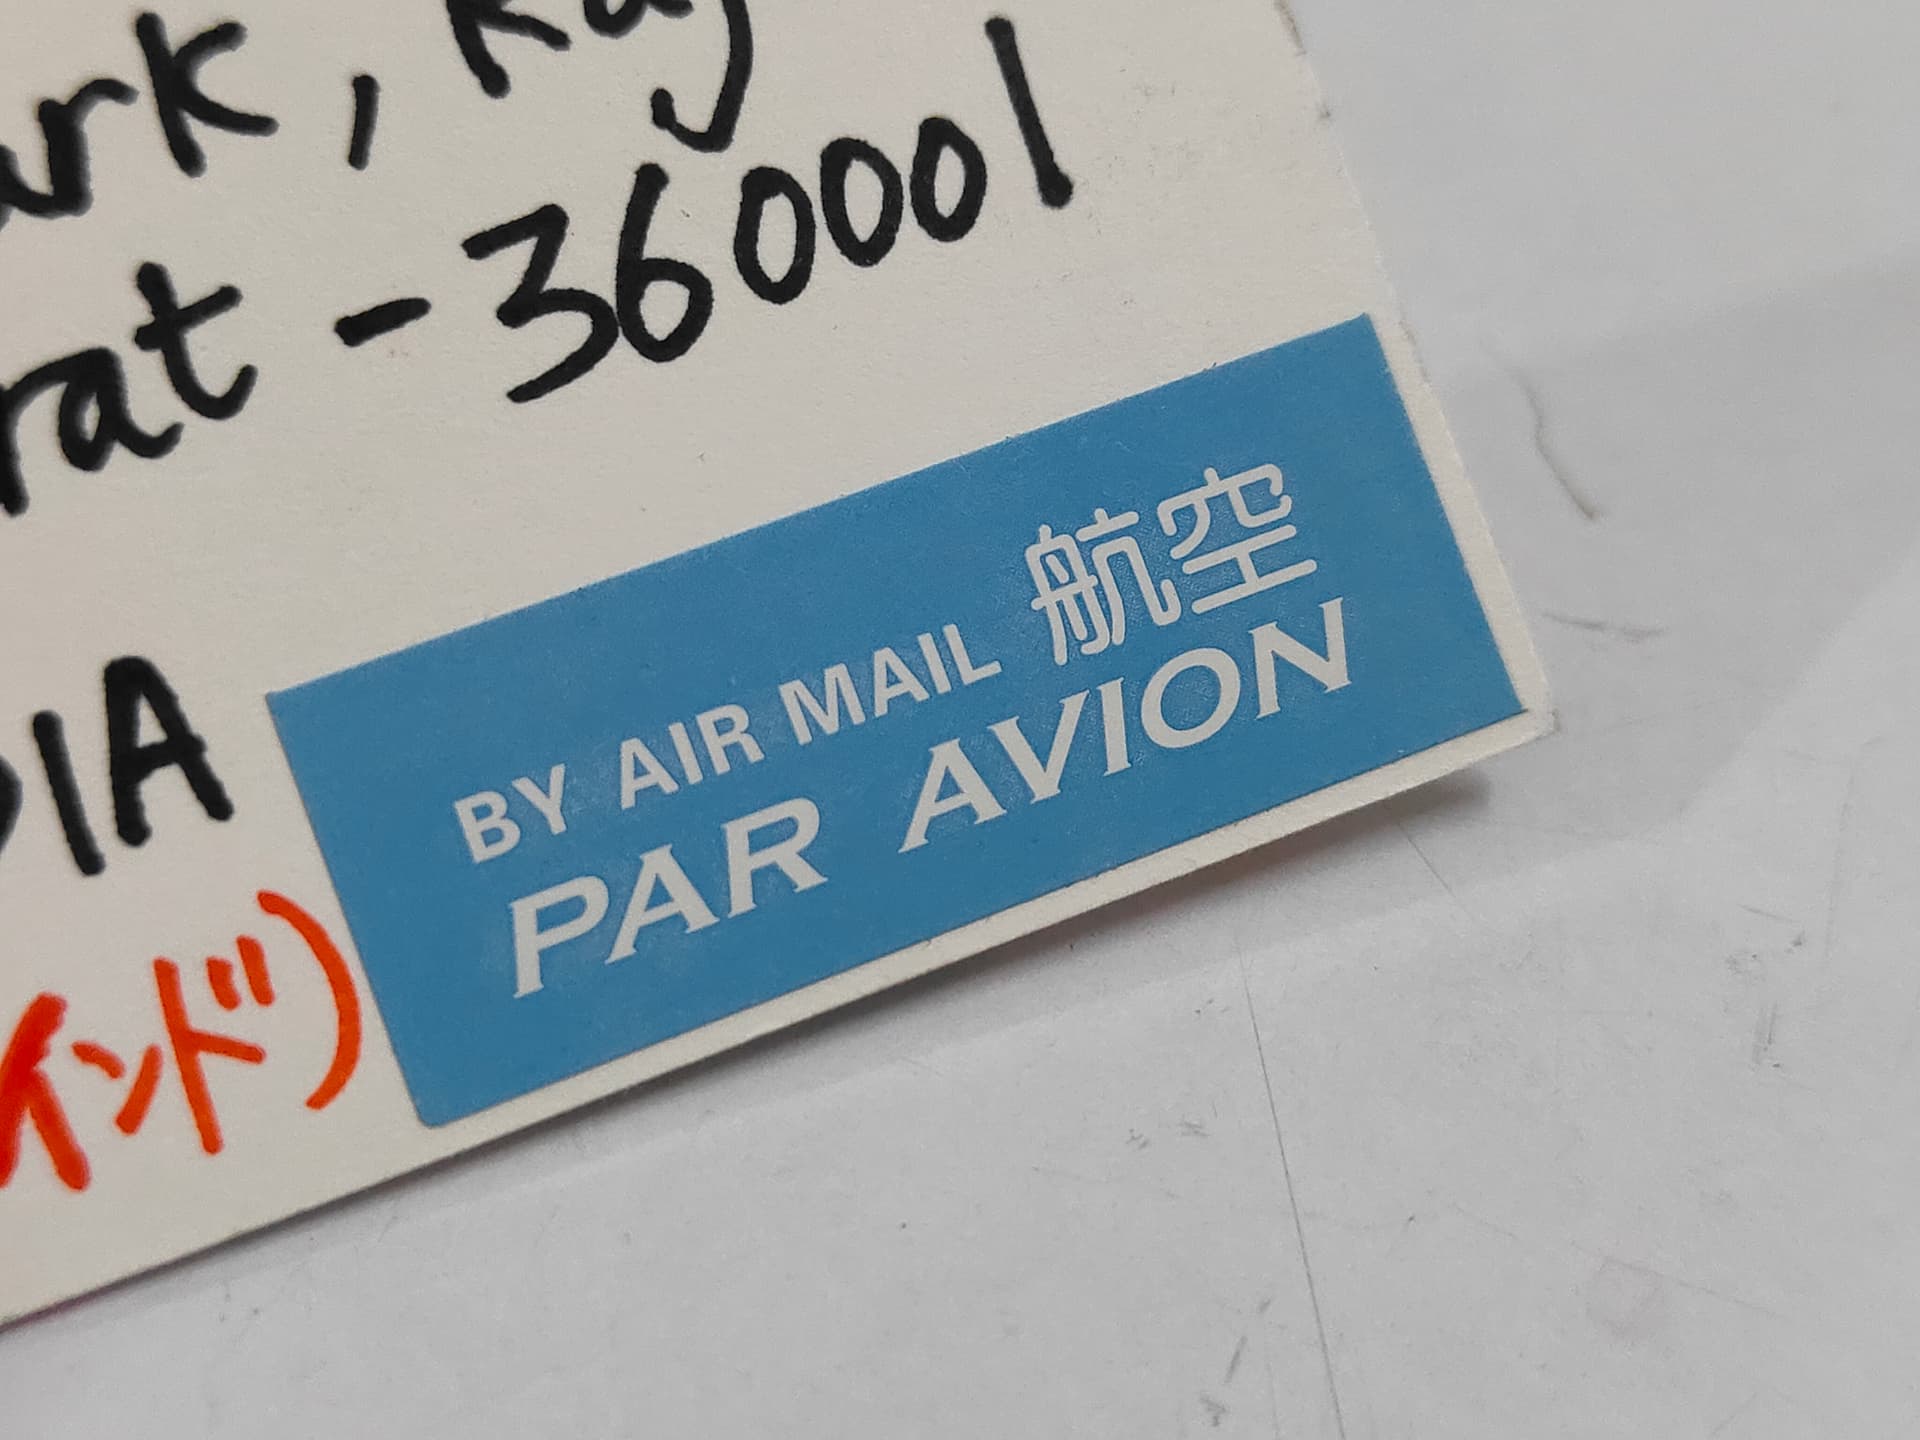 ark, Raj
rat - 360001
DIA
インド)
BY AIR MAIL 航空
PAR AVION